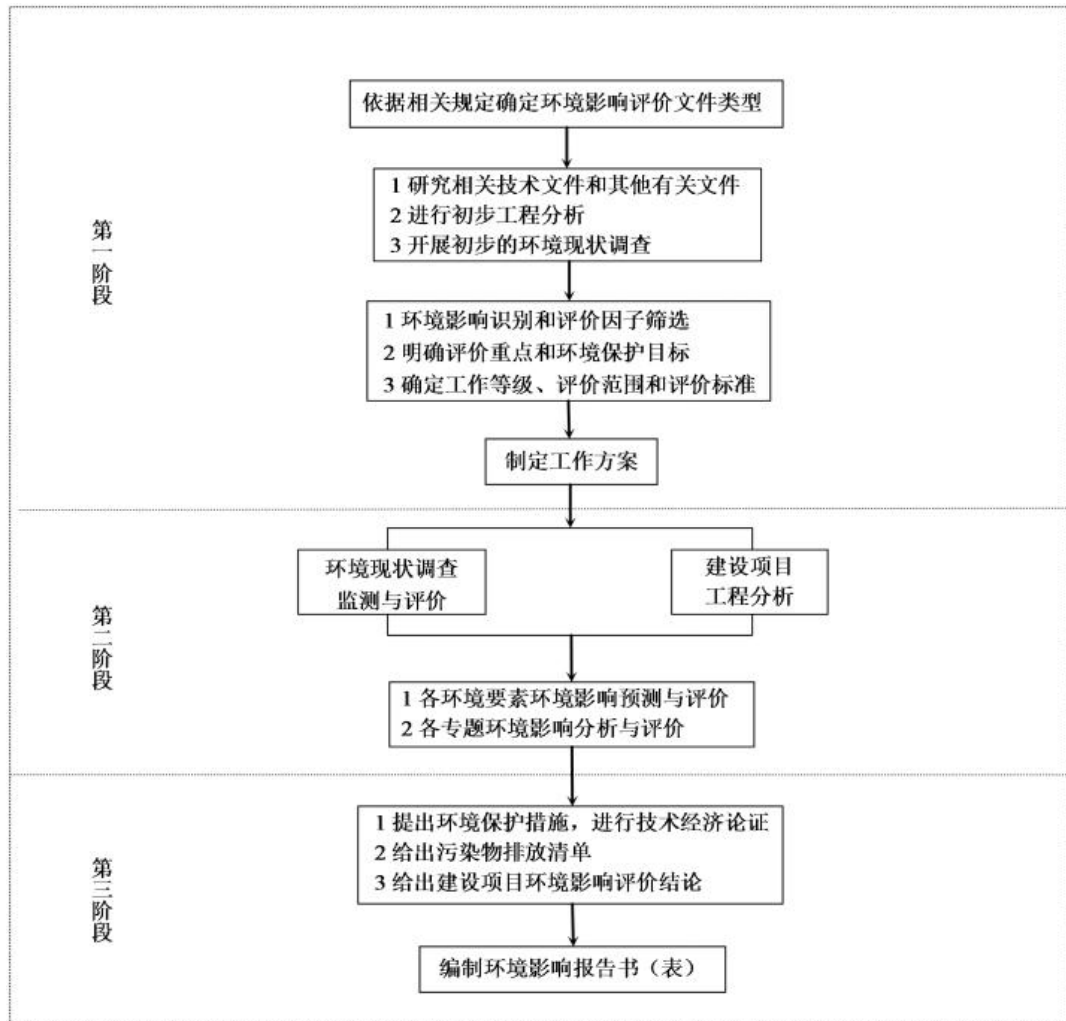 依据相关规定确定环境影响评价文件类型
1 研究相关技术文件和其他有关文件
2 进行初步工程分析
3 开展初步的环境现状调查
第一阶段
1 环境影响识别和评价因子筛选
2 明确评价重点和环境保护目标
3 确定工作等级、评价范围和评价标准
制定工作方案
第二阶段
环境现状调查
监测与评价
建设项目
工程分析
1 各环境要素环境影响预测与评价
2 各专题环境影响分析与评价
第三阶段
1 提出环境保护措施，进行技术经济论证
2 给出污染物排放清单
3 给出建设项目环境影响评价结论
编制环境影响报告书（表）